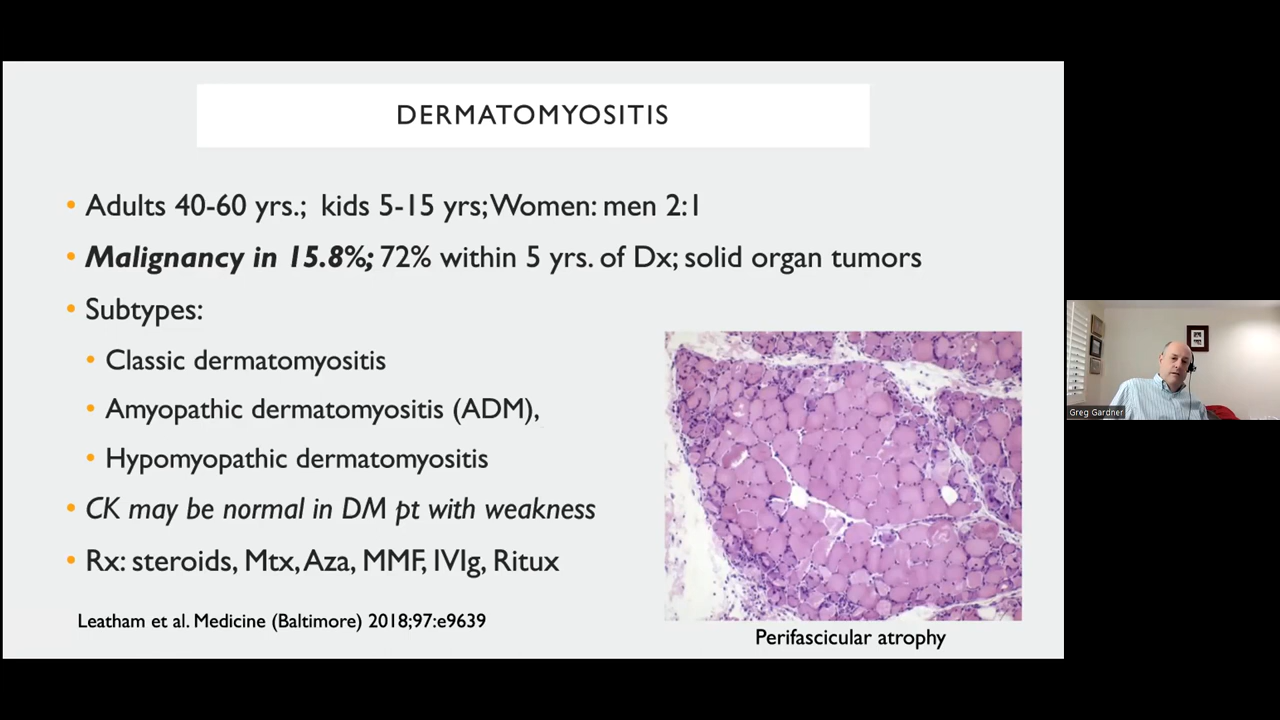 DERMATOMYOSITIS
• Adults 40-60 yrs.; kids 5-15 yrs; Women: men 2:1
• Malignancy in 15.8%; 72% within 5 yrs. of Dx; solid organ tumors
• Subtypes:
• Classic dermatomyositis
• Amyopathic dermatomyositis (ADM),
• Hypomyopathic dermatomyositis
• CK may be normal in DM pt with weakness
• Rx: steroids, Mtx, Aza, MMF, IVIg, Ritux
Leatham et al. Medicine (Baltimore) 2018;97:e9639
Perifascicular atrophy
Greg Gardner